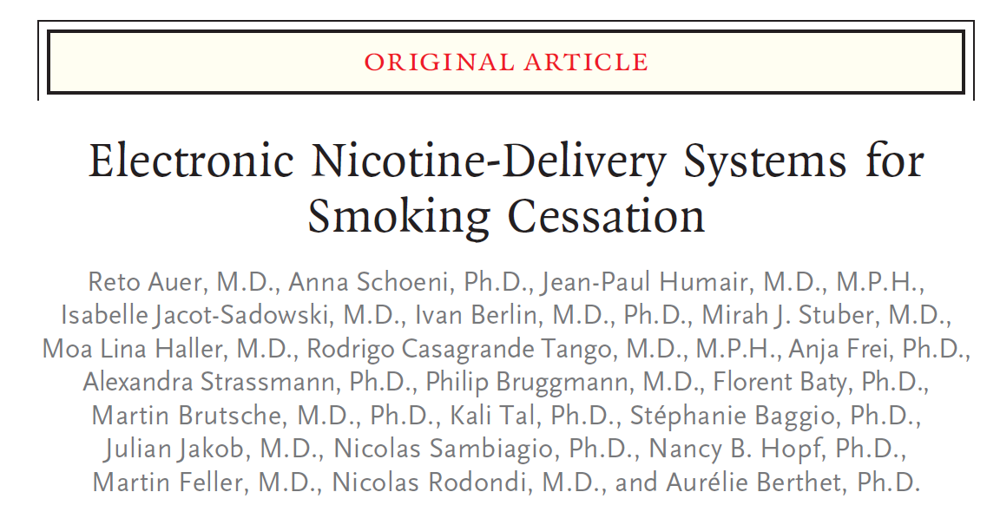 ORIGINAL ARTICLE
Electronic Nicotine-Delivery Systems for
Smoking Cessation
Reto Auer, M.D., Anna Schoeni, Ph.D., Jean-Paul Humair, M.D., M.P.H.,
Isabelle Jacot-Sadowski, M.D., Ivan Berlin, M.D., Ph.D., Mirah J. Stuber, M.D.,
Moa Lina Haller, M.D., Rodrigo Casagrande Tango, M.D., M.P.H., Anja Frei, Ph.D.,
Alexandra Strassmann, Ph.D., Philip Bruggmann, M.D., Florent Baty, Ph.D.,
Martin Brutsche, M.D., Ph.D., Kali Tal, Ph.D., Stéphanie Baggio, Ph.D.,
Julian Jakob, M.D., Nicolas Sambiagio, Ph.D., Nancy B. Hopf, Ph.D.,
Martin Feller, M.D., Nicolas Rodondi, M.D., and Aurélie Berthet, Ph.D.